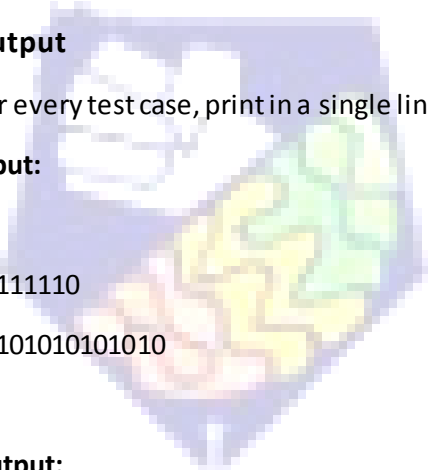 utput
r every test case, print in a single lin
put:
111110
101010101010
utput: